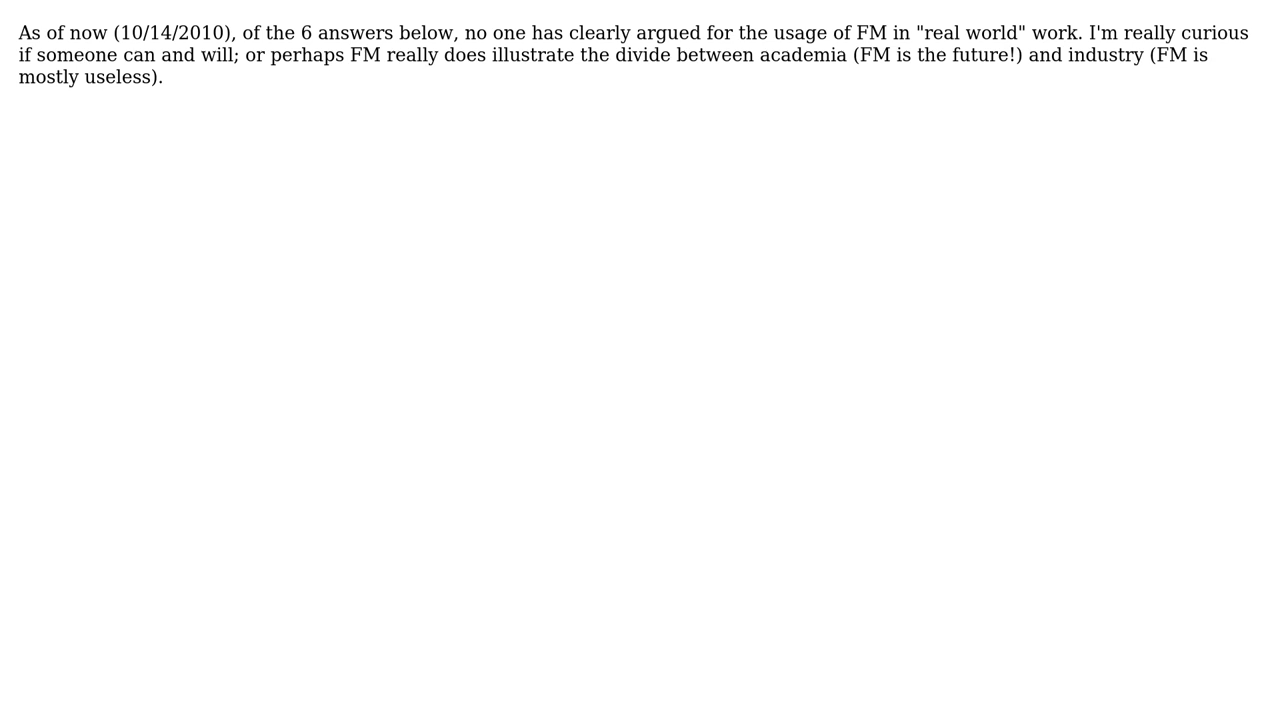 As of now (10/14/2010), of the 6 answers below, no one has clearly argued for the usage of FM in "real world" work. I'm really curious
if someone can and will; or perhaps FM really does illustrate the divide between academia (FM is the future!) and industry (FM is
mostly useless).